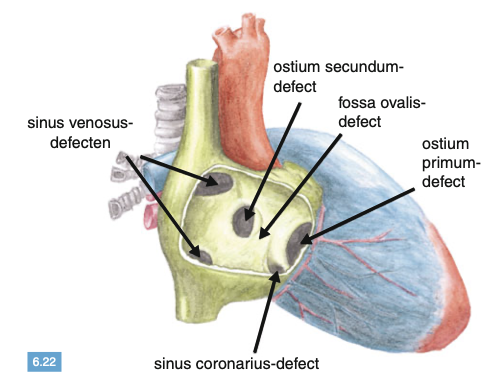 ostium secundum-
defect
fossa ovalis-
defect
sinus venosus-
defecten
ostium
primum-
defect
6.22
sinus coronarius-defect